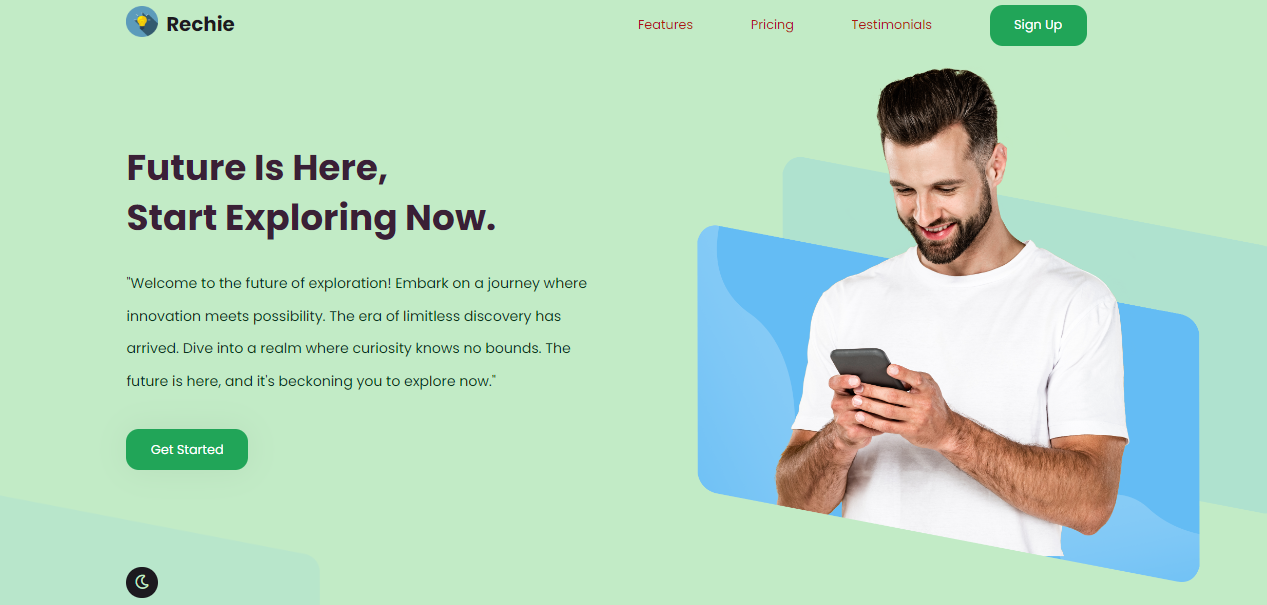 Rechie
Features
Pricing
Testimonials
Sign Up
Future Is Here,
Start Exploring Now.
"Welcome to the future of exploration! Embark on a journey where
innovation meets possibility. The era of limitless discovery has
arrived. Dive into a realm where curiosity knows no bounds. The
future is here, and it's beckoning you to explore now."
Get Started